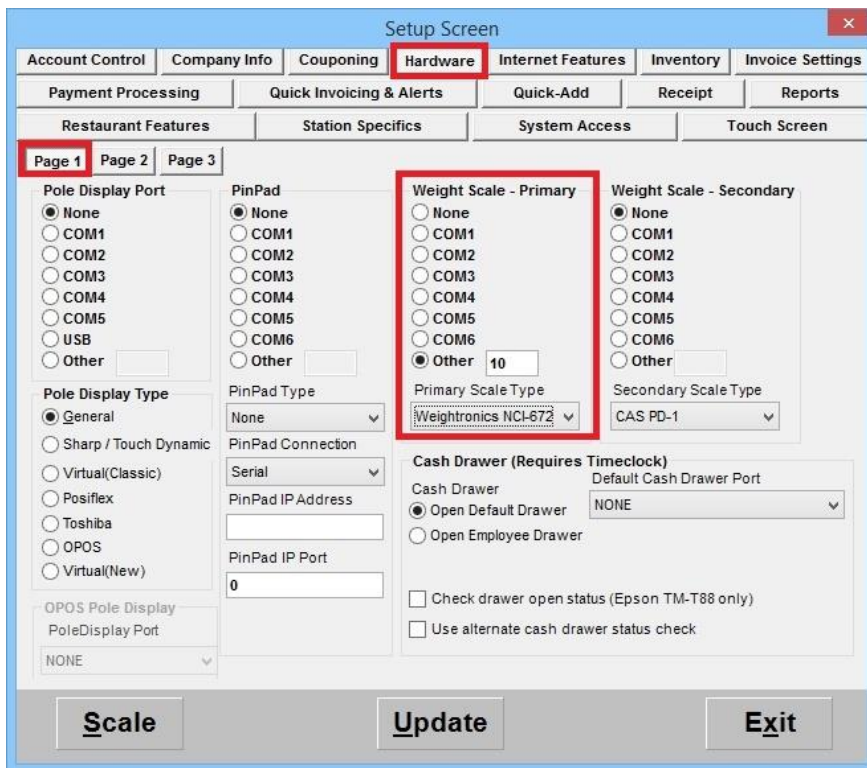 Setup Screen
×
Account Control Company Info Couponing Hardware Internet Features Inventory Invoice Settings
Payment Processing Quick Invoicing & Alerts Quick-Add Receipt Reports
Restaurant Features Station Specifics System Access Touch Screen
Page 1 Page 2 Page 3
Pole Display Port
None
COM1
COM2
COM3
COM4
COM5
USB
Other
Pole Display Type
General
Sharp / Touch Dynamic
Virtual(Classic)
Posiflex
Toshiba
OPOS
Virtual(New)
OPOS Pole Display
PoleDisplay Port
NONE
PinPad
None
COM1
COM2
COM3
COM4
COM5
COM6
Other
PinPad Type
None
PinPad Connection
Serial
PinPad IP Address
PinPad IP Port
0
Weight Scale - Primary
None
COM1
COM2
COM3
COM4
COM5
COM6
Other 10
Primary Scale Type
Weightronics NCI-672
Weight Scale - Secondary
None
COM1
COM2
COM3
COM4
COM5
COM6
Other
Secondary Scale Type
CAS PD-1
Cash Drawer (Requires Timeclock)
Cash Drawer
Open Default Drawer
Open Employee Drawer
Default Cash Drawer Port
NONE
Check drawer open status (Epson TM-T88 only)
Use alternate cash drawer status check
Scale Update Exit